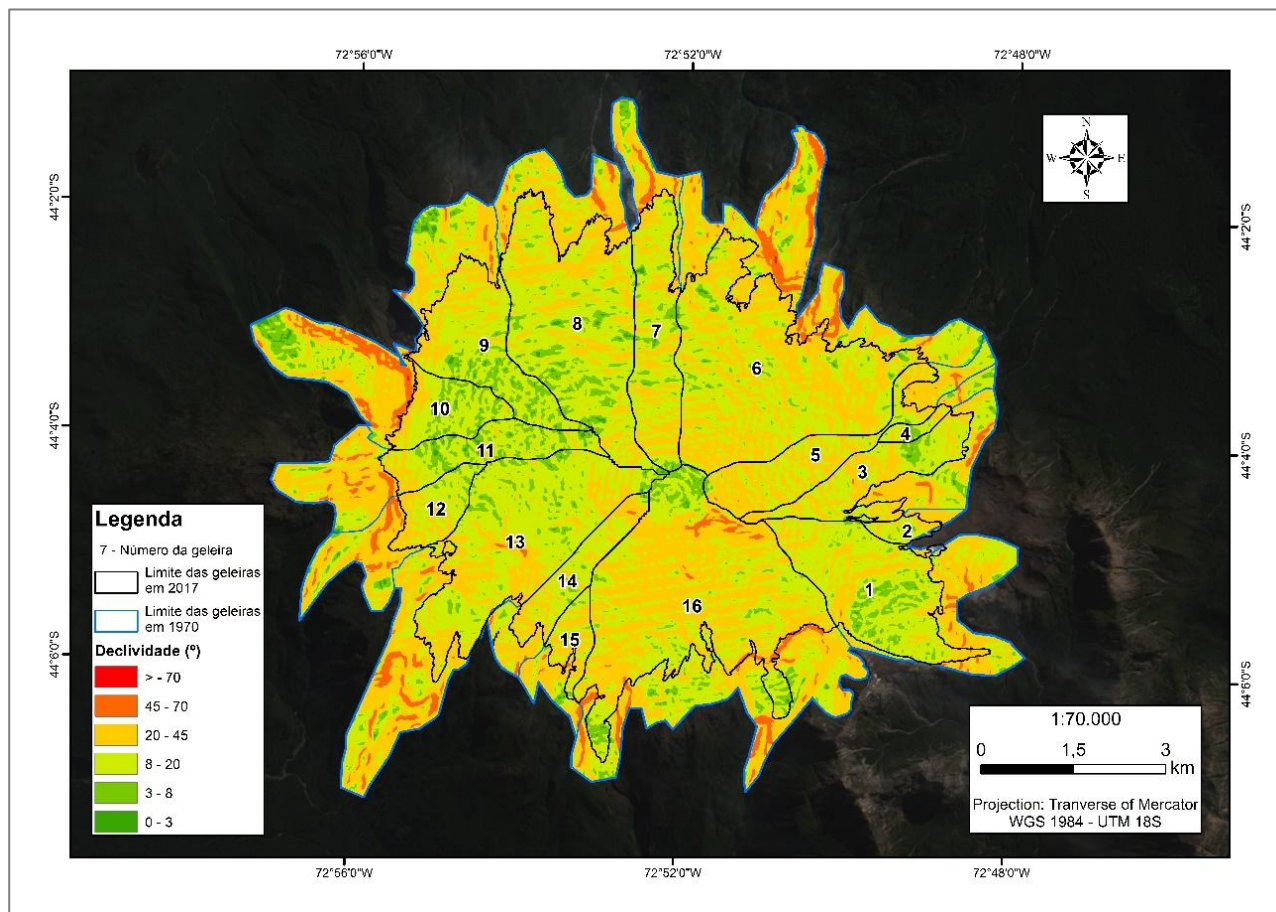 72°56'0"W
72°52'0"W
72°48'0"W
N
W
E
S
44°2'0"S
44°2'0"S
8
7
9
6
10
44°4'0"S
44°4'0"S
4
11
5
3
12
2
13
14
1
16
15
44°6'0"S
44°6'0"S
Legenda
7 - Número da geleira
Limite das geleiras
em 2017
Limite das geleiras
em 1970
Declividade (º)
> - 70
45 - 70
20 - 45
8 - 20
3 - 8
0 - 3
1:70.000
0
1,5
3
km
Projection: Tranverse of Mercator
WGS 1984 - UTM 18S
72°56'0"W
72°52'0"W
72°48'0"W